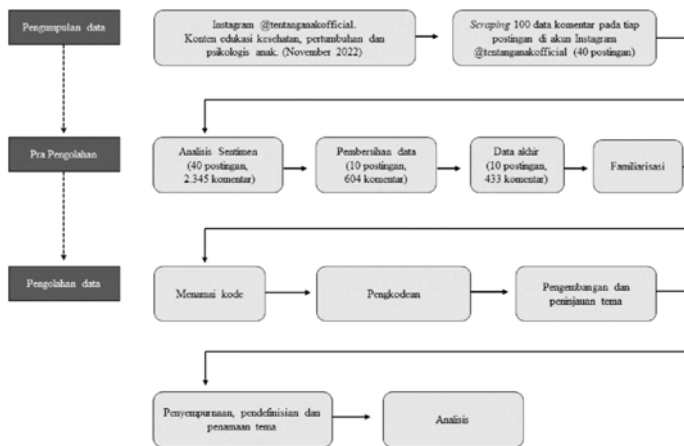 Pengumpulan data
Instagram @tentanganakofficial.
Konten edukasi kesehatan, pertumbuhan dan
psikologis anak. (November 2022)
Scraping 100 data komentar pada tiap
postingan di akun Instagram
@tentanganakofficial (40 postingan)
Pra Pengolahan
Analisis Sentimen
(40 postingan,
2.345 komentar)
Pembersihan data
(10 postingan,
604 komentar)
Data akhir
(10 postingan,
433 komentar)
Familiarisasi
Pengolahan data
Menamai kode
Pengkodean
Pengembangan dan
peninjauan tema
Penyempurnaan, pendefinisian dan
penamaan tema
Analisis